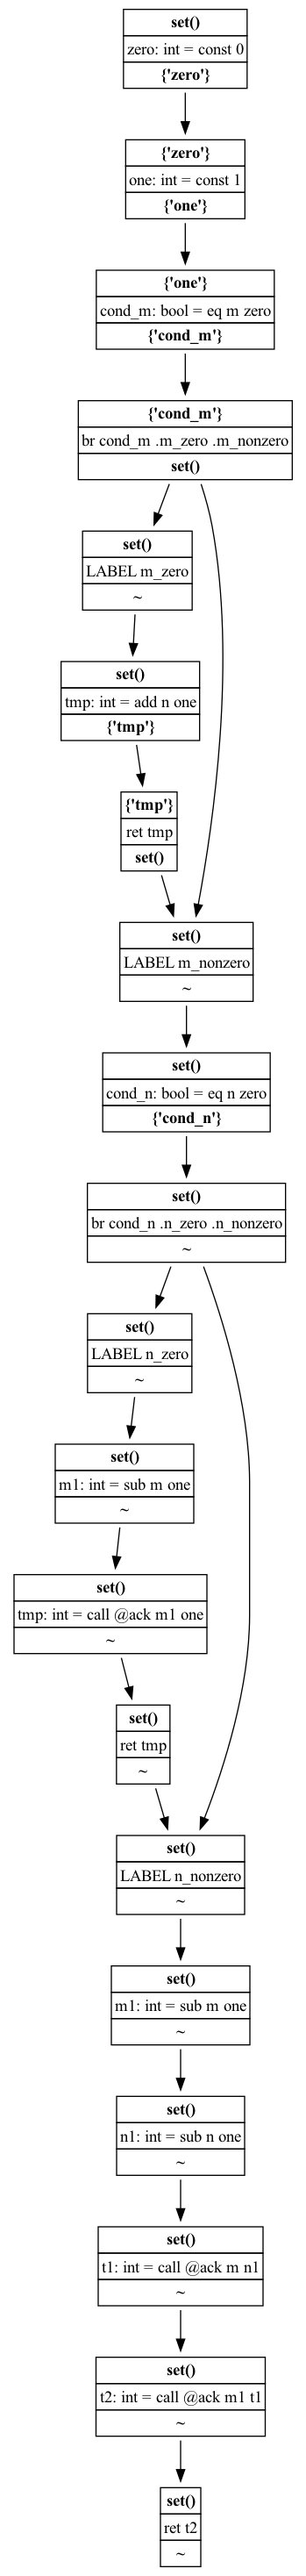 set()
zero: int = const 0
{'zero'}
{'zero'}
one: int = const 1
{'one'}
{'one'}
cond_m: bool = eq m zero
{'cond_m'}
{'cond_m'}
br cond_m .m_zero .m_nonzero
set()
set()
LABEL m_zero
~
set()
tmp: int = add n one
{'tmp'}
{'tmp'}
ret tmp
set()
set()
LABEL m_nonzero
~
set()
cond_n: bool = eq n zero
{'cond_n'}
set()
br cond_n .n_zero .n_nonzero
~
set()
LABEL n_zero
~
set()
m1: int = sub m one
~
set()
tmp: int = call @ack m1 one
~
set()
ret tmp
~
set()
LABEL n_nonzero
~
set()
m1: int = sub m one
~
set()
n1: int = sub n one
~
set()
t1: int = call @ack m n1
~
set()
t2: int = call @ack m1 t1
~
set()
ret t2
~